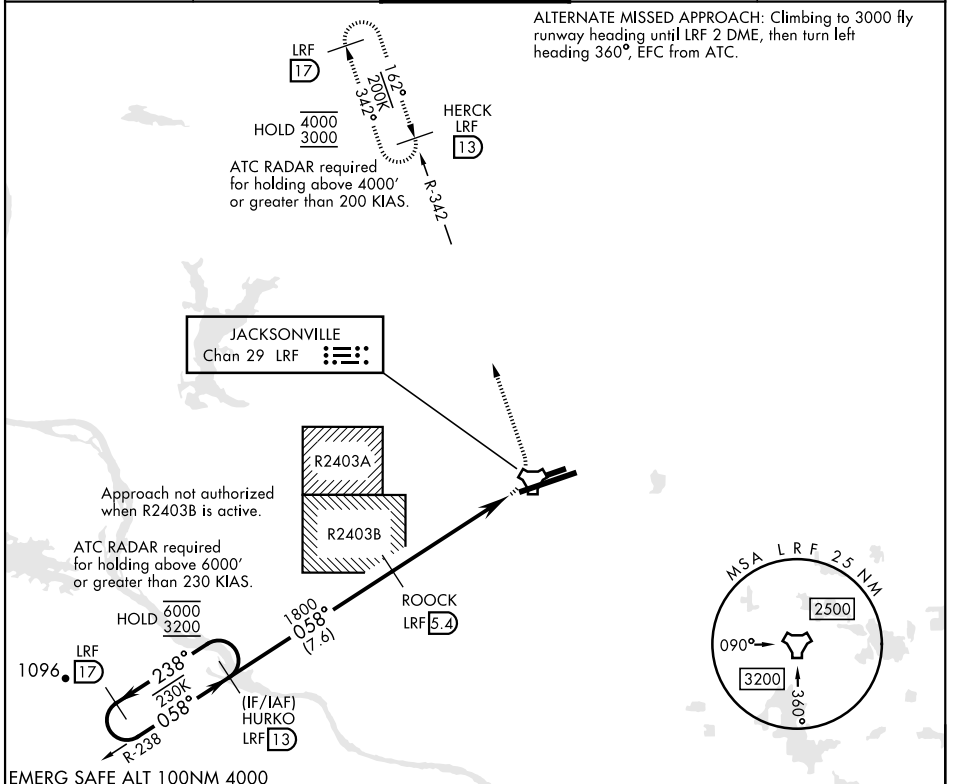 ALTERNATE MISSED APPROACH: Climbing to 3000 fly
runway heading until LRF 2 DME, then turn left
heading 360°, EFC from ATC.
LRF
17
162°
200K
342°
HERCK
LRF
13
HOLD 4000
3000
ATC RADAR required
for holding above 4000'
or greater than 200 KIAS.
R-342
JACKSONVILLE
Chan 29 LRF
R2403A
Approach not authorized
when R2403B is active.
R2403B
ATC RADAR required
for holding above 6000'
or greater than 230 KIAS.
HOLD 6000
3200
ROOCK
LRF 5.4
1800
058°
(7.6)
LRF
1096 17
238°
230K
058°
R-238
(IF/IAF)
HURKO
LRF 13
MSA LRF 25 NM
2500
090°
3200
360°
EMERG SAFE ALT 100NM 4000